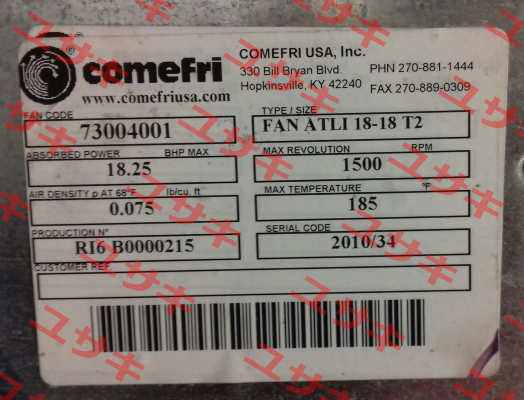 comefri
www.comefriusa.com
COMEFRI USA, Inc.
330 Bill Bryan Blvd. PHN 270-881-1444
Hopkinsville, KY 42240 FAX 270-889-0309
FAN CODE
73004001
TYPE / SIZE
FAN ATLI 18-18 T2
ABSORBED POWER BHP MAX
18.25
MAX REVOLUTION RPM
1500
AIR DENSITY ρ AT 68°F lb/cu. ft
0.075
MAX TEMPERATURE °F
185
PRODUCTION N°
RI6 B0000215
SERIAL CODE
2010/34
CUSTOMER REF.
ユサキ